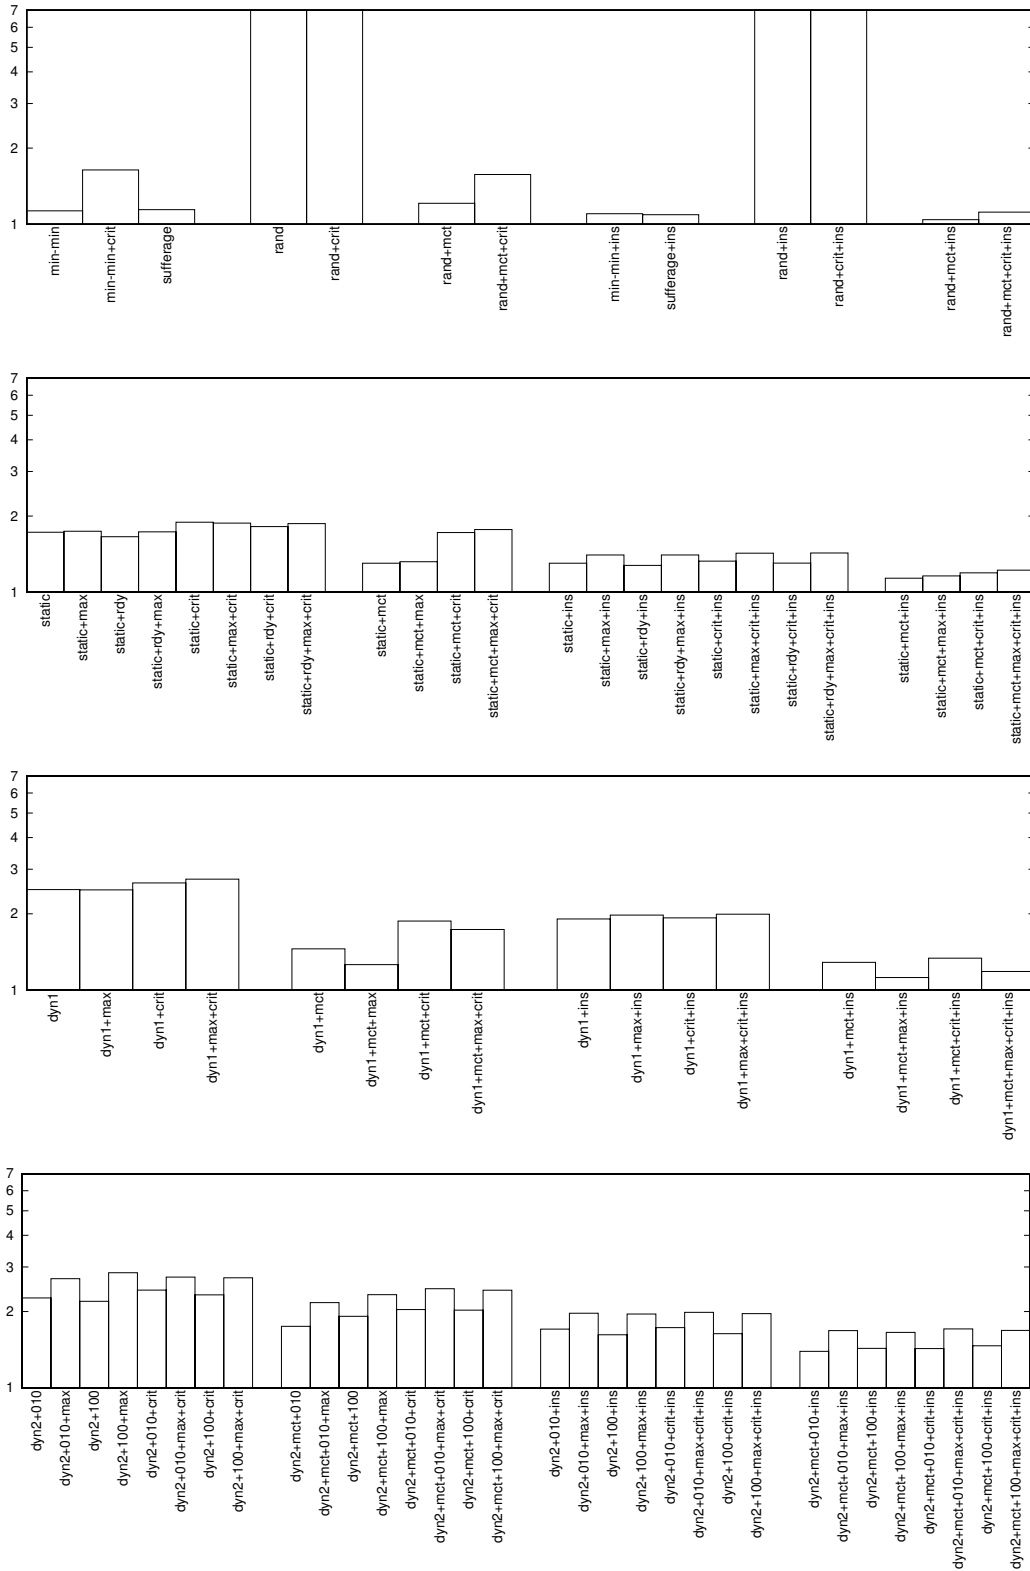 7
6
5
4
3
2
1
min-min
min-min+crit
sufferage
rand
rand+crit
rand+mct
rand+mct+crit
min-min+ins
sufferage+ins
rand+ins
rand+crit+ins
rand+mct+ins
rand+mct+crit+ins
7
6
5
4
3
2
1
static
static+max
static+rdy
static+rdy+max
static+crit
static+max+crit
static+rdy+crit
static+rdy+max+crit
static+mct
static+mct+max
static+mct+crit
static+mct+max+crit
static+ins
static+max+ins
static+rdy+ins
static+rdy+max+ins
static+crit+ins
static+max+crit+ins
static+rdy+crit+ins
static+rdy+max+crit+ins
static+mct+ins
static+mct+max+ins
static+mct+crit+ins
static+mct+max+crit+ins
7
6
5
4
3
2
1
dyn1
dyn1+max
dyn1+crit
dyn1+max+crit
dyn1+mct
dyn1+mct+max
dyn1+mct+crit
dyn1+mct+max+crit
dyn1+ins
dyn1+max+ins
dyn1+crit+ins
dyn1+max+crit+ins
dyn1+mct+ins
dyn1+mct+max+ins
dyn1+mct+crit+ins
dyn1+mct+max+crit+ins
7
6
5
4
3
2
1
dyn2+010
dyn2+010+max
dyn2+100
dyn2+100+max
dyn2+010+crit
dyn2+010+max+crit
dyn2+100+crit
dyn2+100+max+crit
dyn2+mct+010
dyn2+mct+010+max
dyn2+mct+100
dyn2+mct+100+max
dyn2+mct+010+crit
dyn2+mct+010+max+crit
dyn2+mct+100+crit
dyn2+mct+100+max+crit
dyn2+010+ins
dyn2+010+max+ins
dyn2+100+ins
dyn2+100+max+ins
dyn2+010+crit+ins
dyn2+010+max+crit+ins
dyn2+100+crit+ins
dyn2+100+max+crit+ins
dyn2+mct+010+ins
dyn2+mct+010+max+ins
dyn2+mct+100+ins
dyn2+mct+100+max+ins
dyn2+mct+010+crit+ins
dyn2+mct+010+max+crit+ins
dyn2+mct+100+crit+ins
dyn2+mct+100+max+crit+ins